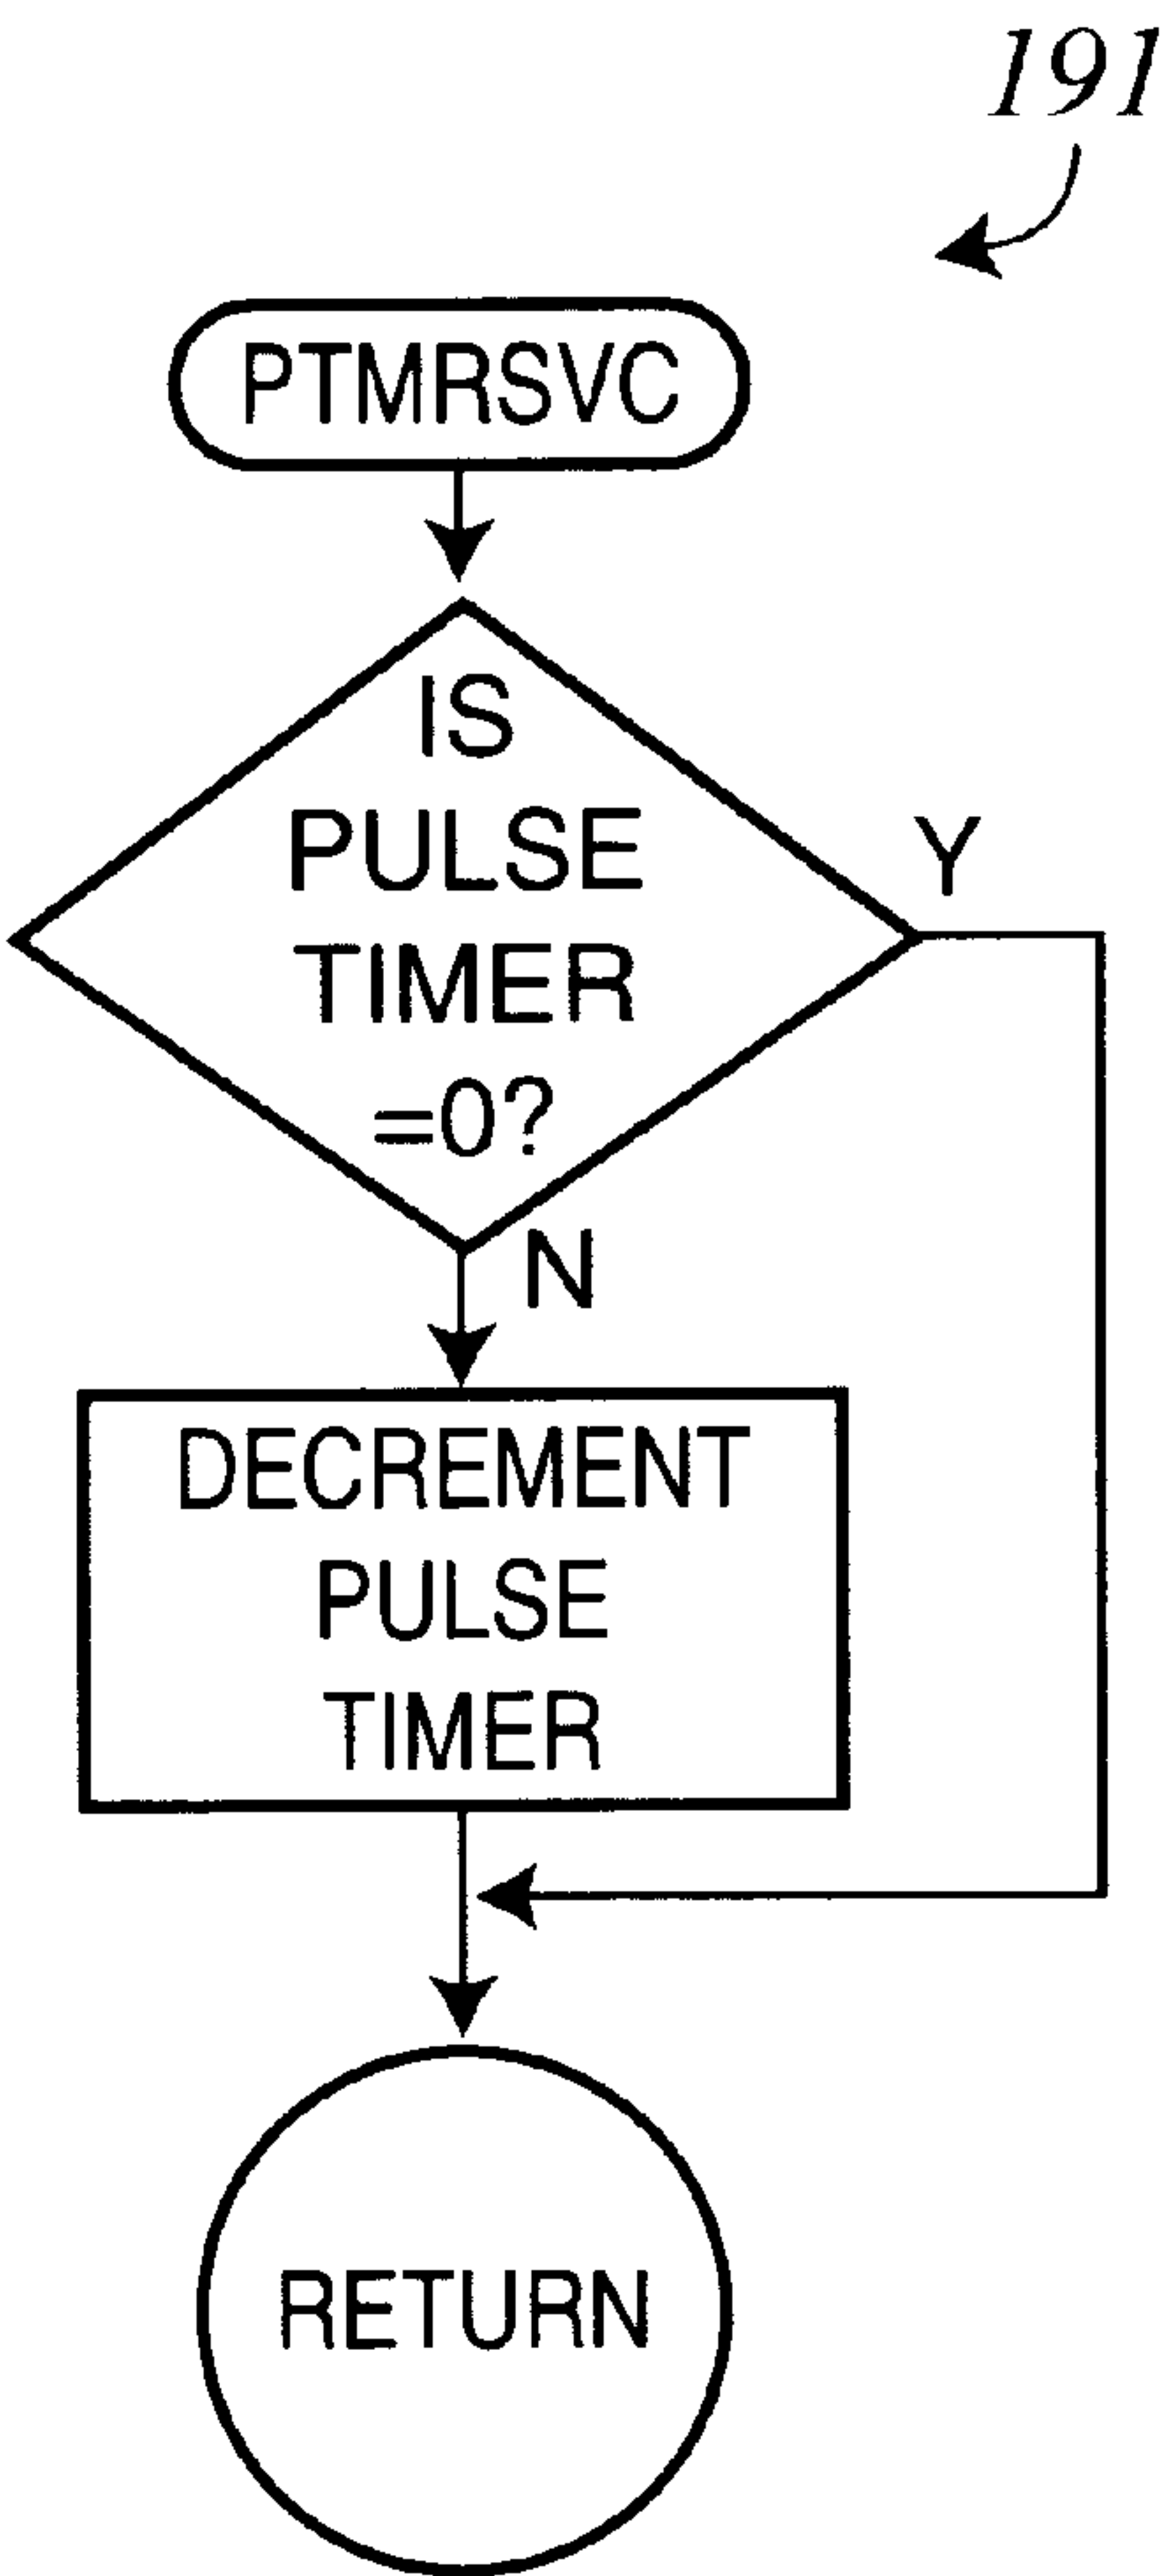 191
PTMRSVC
IS
PULSE
TIMER
=0?
Y
N
DECREMENT
PULSE
TIMER
RETURN